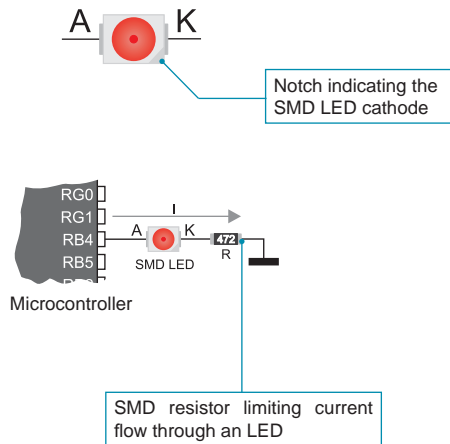 A K
Notch indicating the
SMD LED cathode
RG0
RG1 I
A K
RB4 472
RB5 SMD LED R
Microcontroller
SMD resistor limiting current
flow through an LED